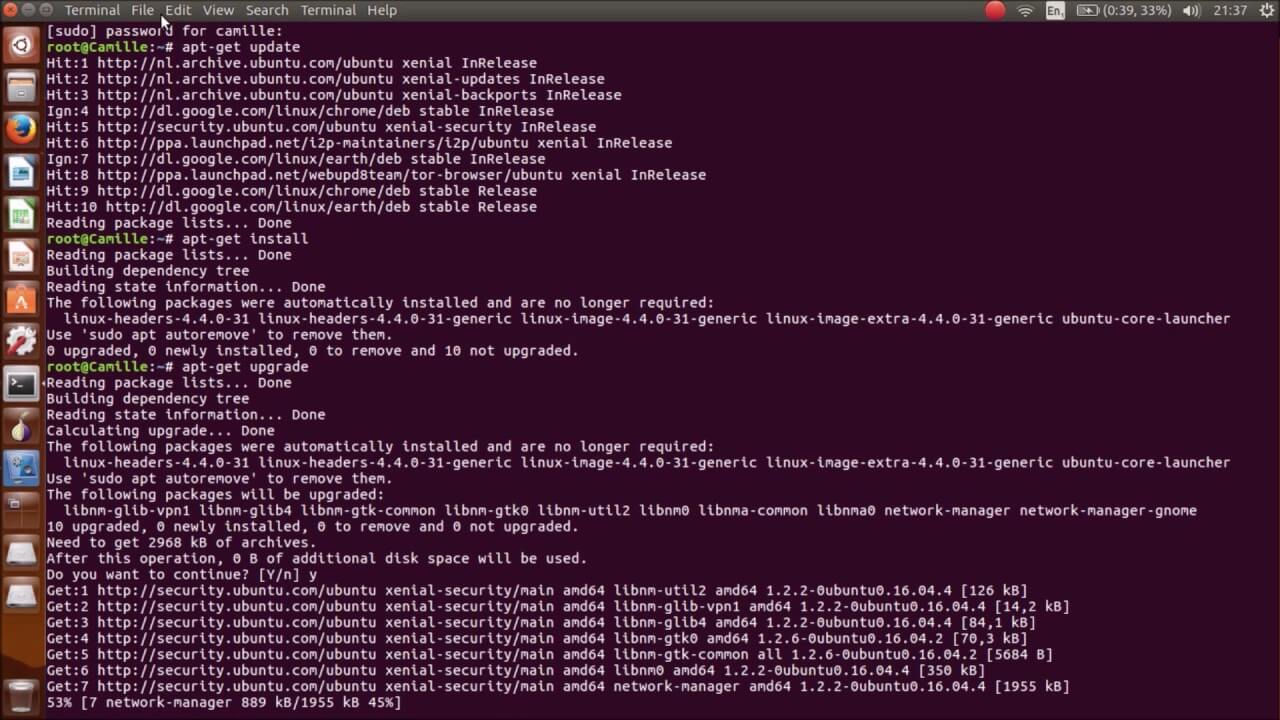 Terminal File Edit View Search Terminal Help En (0:39, 33%) 21:37
[sudo] password for camille:
root@Camille:~# apt-get update
Hit:1 http://nl.archive.ubuntu.com/ubuntu xenial InRelease
Hit:2 http://nl.archive.ubuntu.com/ubuntu xenial-updates InRelease
Hit:3 http://nl.archive.ubuntu.com/ubuntu xenial-backports InRelease
Ign:4 http://dl.google.com/linux/chrome/deb stable InRelease
Hit:5 http://security.ubuntu.com/ubuntu xenial-security InRelease
Hit:6 http://ppa.launchpad.net/i2p-maintainers/i2p/ubuntu xenial InRelease
Ign:7 http://dl.google.com/linux/earth/deb stable InRelease
Hit:8 http://ppa.launchpad.net/webupd8team/tor-browser/ubuntu xenial InRelease
Hit:9 http://dl.google.com/linux/chrome/deb stable Release
Hit:10 http://dl.google.com/linux/earth/deb stable Release
Reading package lists... Done
root@Camille:~# apt-get install
Reading package lists... Done
Building dependency tree
Reading state information... Done
The following packages were automatically installed and are no longer required:
  linux-headers-4.4.0-31 linux-headers-4.4.0-31-generic linux-image-4.4.0-31-generic linux-image-extra-4.4.0-31-generic ubuntu-core-launcher
Use 'sudo apt autoremove' to remove them.
0 upgraded, 0 newly installed, 0 to remove and 10 not upgraded.
root@Camille:~# apt-get upgrade
Reading package lists... Done
Building dependency tree
Reading state information... Done
Calculating upgrade... Done
The following packages were automatically installed and are no longer required:
  linux-headers-4.4.0-31 linux-headers-4.4.0-31-generic linux-image-4.4.0-31-generic linux-image-extra-4.4.0-31-generic ubuntu-core-launcher
Use 'sudo apt autoremove' to remove them.
The following packages will be upgraded:
  libnm-glib-vpn1 libnm-glib4 libnm-gtk-common libnm-gtk0 libnm-util2 libnm0 libnma-common libnma0 network-manager network-manager-gnome
10 upgraded, 0 newly installed, 0 to remove and 0 not upgraded.
Need to get 2968 kB of archives.
After this operation, 0 B of additional disk space will be used.
Do you want to continue? [Y/n] y
Get:1 http://security.ubuntu.com/ubuntu xenial-security/main amd64 libnm-util2 amd64 1.2.2-0ubuntu0.16.04.4 [126 kB]
Get:2 http://security.ubuntu.com/ubuntu xenial-security/main amd64 libnm-glib-vpn1 amd64 1.2.2-0ubuntu0.16.04.4 [14,2 kB]
Get:3 http://security.ubuntu.com/ubuntu xenial-security/main amd64 libnm-glib4 amd64 1.2.2-0ubuntu0.16.04.4 [84,1 kB]
Get:4 http://security.ubuntu.com/ubuntu xenial-security/main amd64 libnm-gtk0 amd64 1.2.6-0ubuntu0.16.04.2 [70,3 kB]
Get:5 http://security.ubuntu.com/ubuntu xenial-security/main amd64 libnm-gtk-common all 1.2.6-0ubuntu0.16.04.2 [5684 B]
Get:6 http://security.ubuntu.com/ubuntu xenial-security/main amd64 libnm0 amd64 1.2.2-0ubuntu0.16.04.4 [350 kB]
Get:7 http://security.ubuntu.com/ubuntu xenial-security/main amd64 network-manager amd64 1.2.2-0ubuntu0.16.04.4 [1955 kB]
53% [7 network-manager 889 kB/1955 kB 45%]